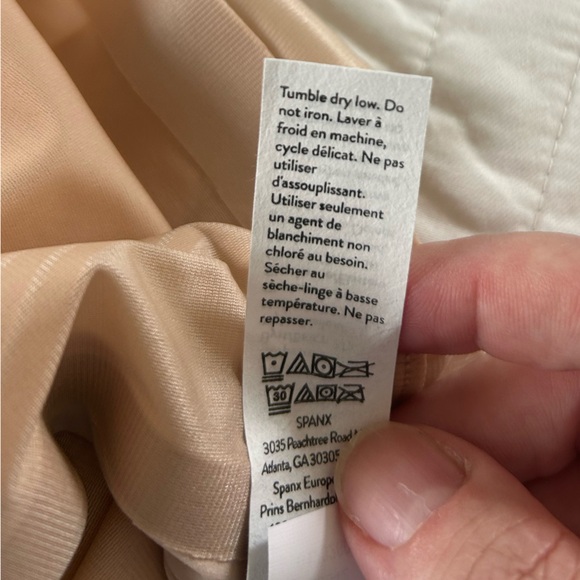 Tumble dry low. Do
not iron. Laver à
froid en machine,
cycle délicat. Ne pas
utiliser
d'assouplissant.
Utiliser seulement
un agent de
blanchiment non
chloré au besoin.
Sécher au
sèche-linge à basse
température. Ne pas
repasser.
30
SPANX
3035 Peachtree Road
Atlanta, GA 30305
Spanx Europe
Prins Bernhard